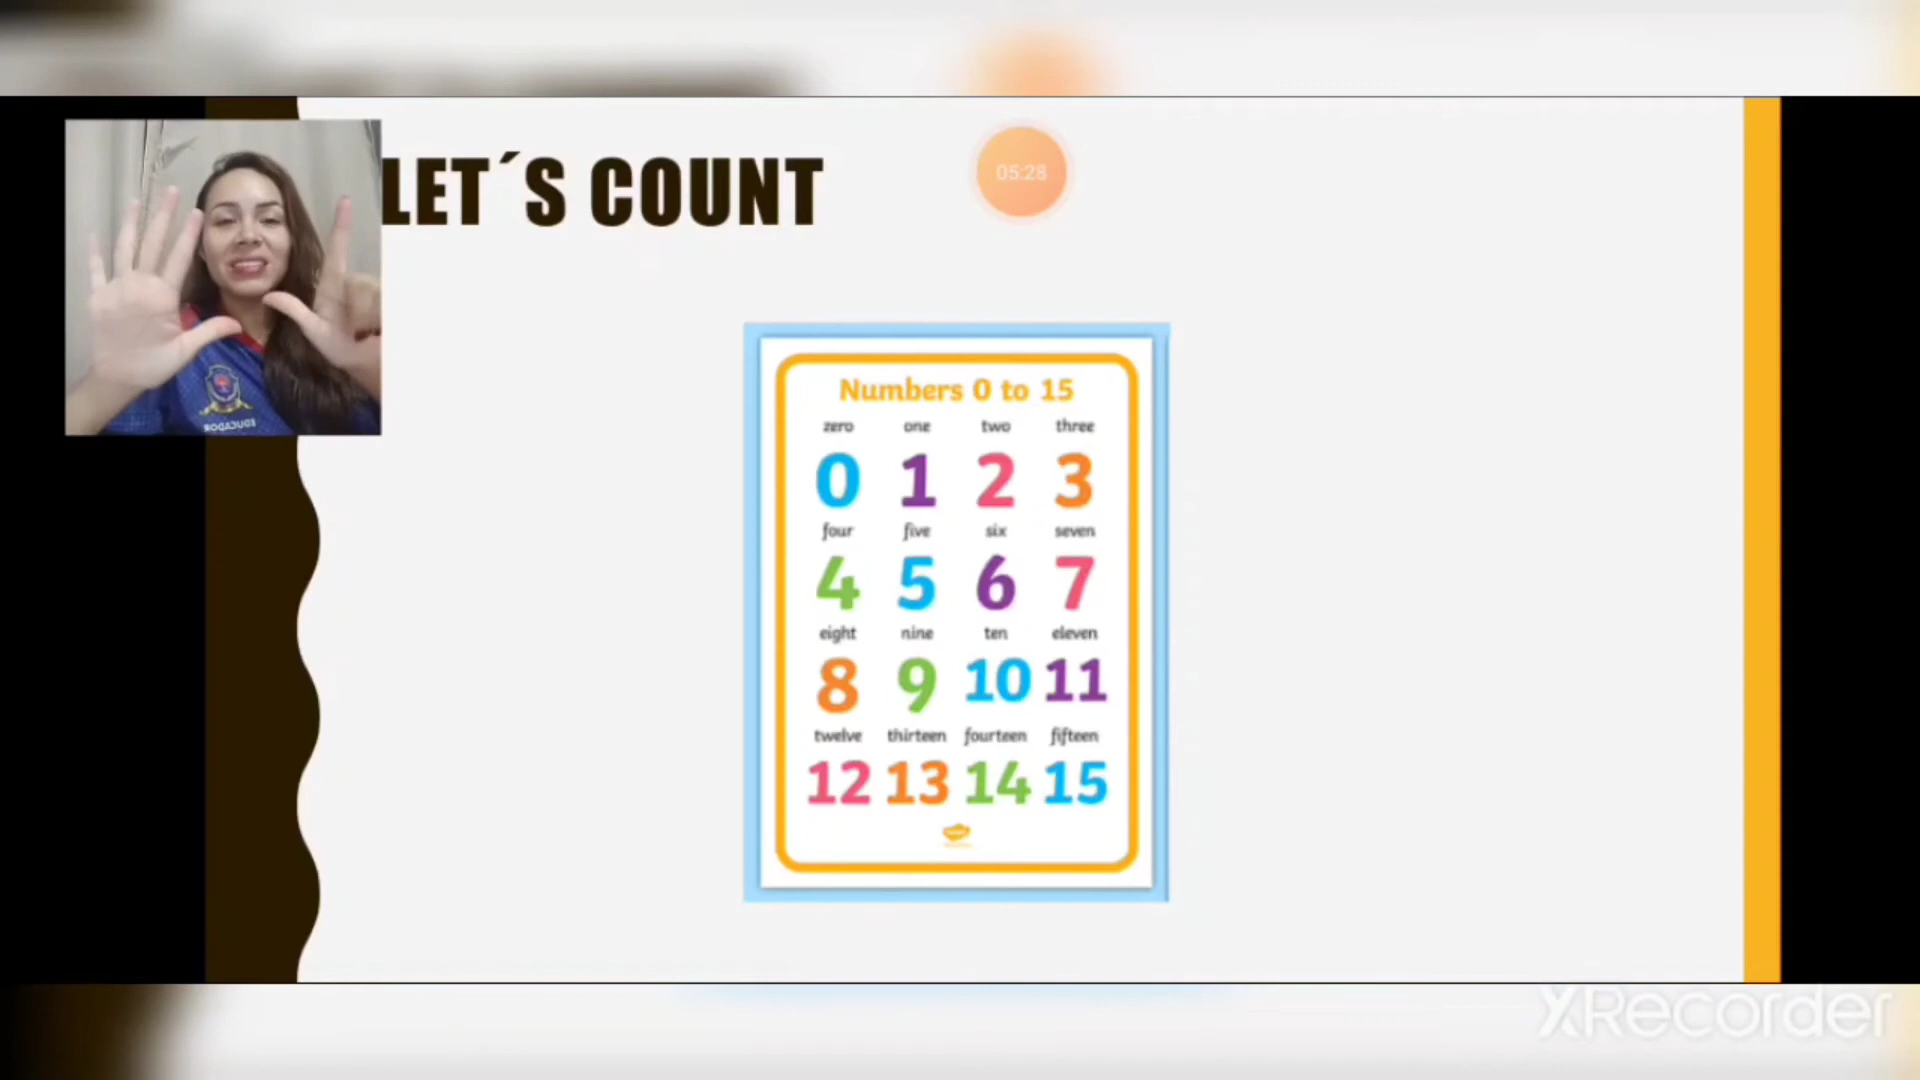 LET´S COUNT
05:28
EDUCADOR
Numbers 0 to 15
zero one two three
0 1 2 3
four five six seven
4 5 6 7
eight nine ten eleven
8 9 10 11
twelve thirteen fourteen fifteen
12 13 14 15
XRecorder